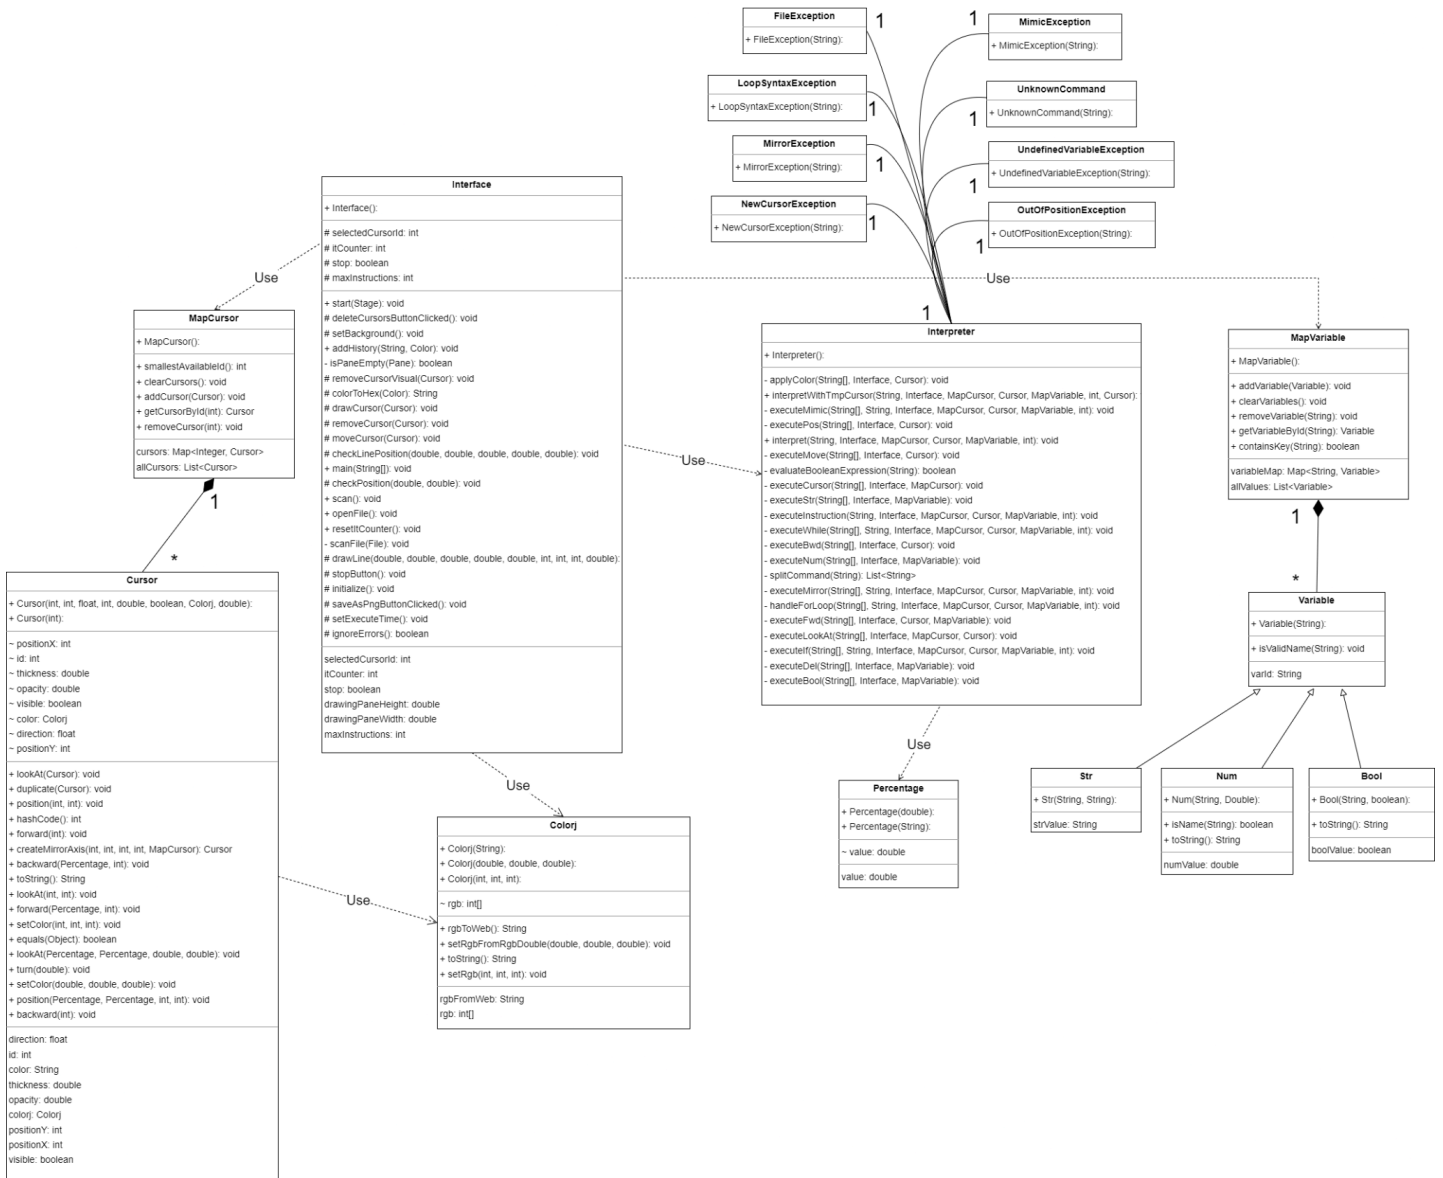 FileException
+ FileException(String):
1
1
MimicException
+ MimicException(String):
LoopSyntaxException
+ LoopSyntaxException(String):
1
UnknownCommand
+ UnknownCommand(String):
1
MirrorException
+ MirrorException(String):
1
UndefinedVariableException
+ UndefinedVariableException(String):
1
NewCursorException
+ NewCursorException(String):
1
OutOfPositionException
+ OutOfPositionException(String):
1
1
Interface
+ Interface():
# selectedCursorId: int
# itCounter: int
# stop: boolean
# maxInstructions: int
+ start(Stage): void
# deleteCursorsButtonClicked(): void
# setBackground(): void
+ addHistory(String, Color): void
- isPaneEmpty(Pane): boolean
# removeCursorVisual(Cursor): void
# colorToHex(Color): String
# drawCursor(Cursor): void
# removeCursor(Cursor): void
# moveCursor(Cursor): void
# checkLinePosition(double, double, double, double, double): void
+ main(String[]): void
# checkPosition(double, double): void
+ scan(): void
+ openFile(): void
+ resetItCounter(): void
- scanFile(File): void
# drawLine(double, double, double, double, double, int, int, int, double):
# stopButton(): void
# initialize(): void
# saveAsPngButtonClicked(): void
# setExecuteTime(): void
# ignoreErrors(): boolean
selectedCursorId: int
itCounter: int
stop: boolean
drawingPaneHeight: double
drawingPaneWidth: double
maxInstructions: int
Use
Use
Use
Use
MapCursor
+ MapCursor():
+ smallestAvailableId(): int
+ clearCursors(): void
+ addCursor(Cursor): void
+ getCursorById(int): Cursor
+ removeCursor(int): void
cursors: Map<Integer, Cursor>
allCursors: List<Cursor>
1
*
Interpreter
+ Interpreter():
- applyColor(String[], Interface, Cursor): void
+ interpretWithTmpCursor(String, Interface, MapCursor, Cursor, MapVariable, int, Cursor):
- executeMimic(String[], String, Interface, MapCursor, Cursor, MapVariable, int): void
- executePos(String[], Interface, Cursor): void
+ interpret(String, Interface, MapCursor, Cursor, MapVariable, int): void
- executeMove(String[], Interface, Cursor): void
- evaluateBooleanExpression(String): boolean
- executeCursor(String[], Interface, MapCursor): void
- executeStr(String[], Interface, MapVariable): void
- executeInstruction(String, Interface, MapCursor, Cursor, MapVariable, int): void
- executeWhile(String[], String, Interface, MapCursor, Cursor, MapVariable, int): void
- executeBwd(String[], Interface, Cursor): void
- executeNum(String[], Interface, MapVariable): void
- splitCommand(String): List<String>
- executeMirror(String[], String, Interface, MapCursor, Cursor, MapVariable, int): void
- handleForLoop(String[], String, Interface, MapCursor, Cursor, MapVariable, int): void
- executeFwd(String[], Interface, Cursor, MapVariable): void
- executeLookAt(String[], Interface, MapCursor, Cursor): void
- executeIf(String[], String, Interface, MapCursor, Cursor, MapVariable, int): void
- executeDel(String[], Interface, MapVariable): void
- executeBool(String[], Interface, MapVariable): void
Use
MapVariable
+ MapVariable():
+ addVariable(Variable): void
+ clearVariables(): void
+ removeVariable(String): void
+ getVariableById(String): Variable
+ containsKey(String): boolean
variableMap: Map<String, Variable>
allValues: List<Variable>
1
*
Variable
+ Variable(String):
+ isValidName(String): void
varId: String
Cursor
+ Cursor(int, int, float, int, double, boolean, Colorj, double):
+ Cursor(int):
~ positionX: int
~ id: int
~ thickness: double
~ opacity: double
~ visible: boolean
~ color: Colorj
~ direction: float
~ positionY: int
+ lookAt(Cursor): void
+ duplicate(Cursor): void
+ position(int, int): void
+ hashCode(): int
+ forward(int): void
+ createMirrorAxis(int, int, int, int, MapCursor): Cursor
+ backward(Percentage, int): void
+ toString(): String
+ lookAt(int, int): void
+ forward(Percentage, int): void
+ setColor(int, int, int): void
+ equals(Object): boolean
+ lookAt(Percentage, Percentage, double, double): void
+ turn(double): void
+ setColor(double, double, double): void
+ position(Percentage, Percentage, int, int): void
+ backward(int): void
direction: float
id: int
color: String
thickness: double
opacity: double
colorj: Colorj
positionY: int
positionX: int
visible: boolean
Use
Colorj
+ Colorj(String):
+ Colorj(double, double, double):
+ Colorj(int, int, int):
~ rgb: int[]
+ rgbToWeb(): String
+ setRgbFromRgbDouble(double, double, double): void
+ toString(): String
+ setRgb(int, int, int): void
rgbFromWeb: String
rgb: int[]
Percentage
+ Percentage(double):
+ Percentage(String):
~ value: double
value: double
Str
+ Str(String, String):
strValue: String
Num
+ Num(String, Double):
+ isName(String): boolean
+ toString(): String
numValue: double
Bool
+ Bool(String, boolean):
+ toString(): String
boolValue: boolean